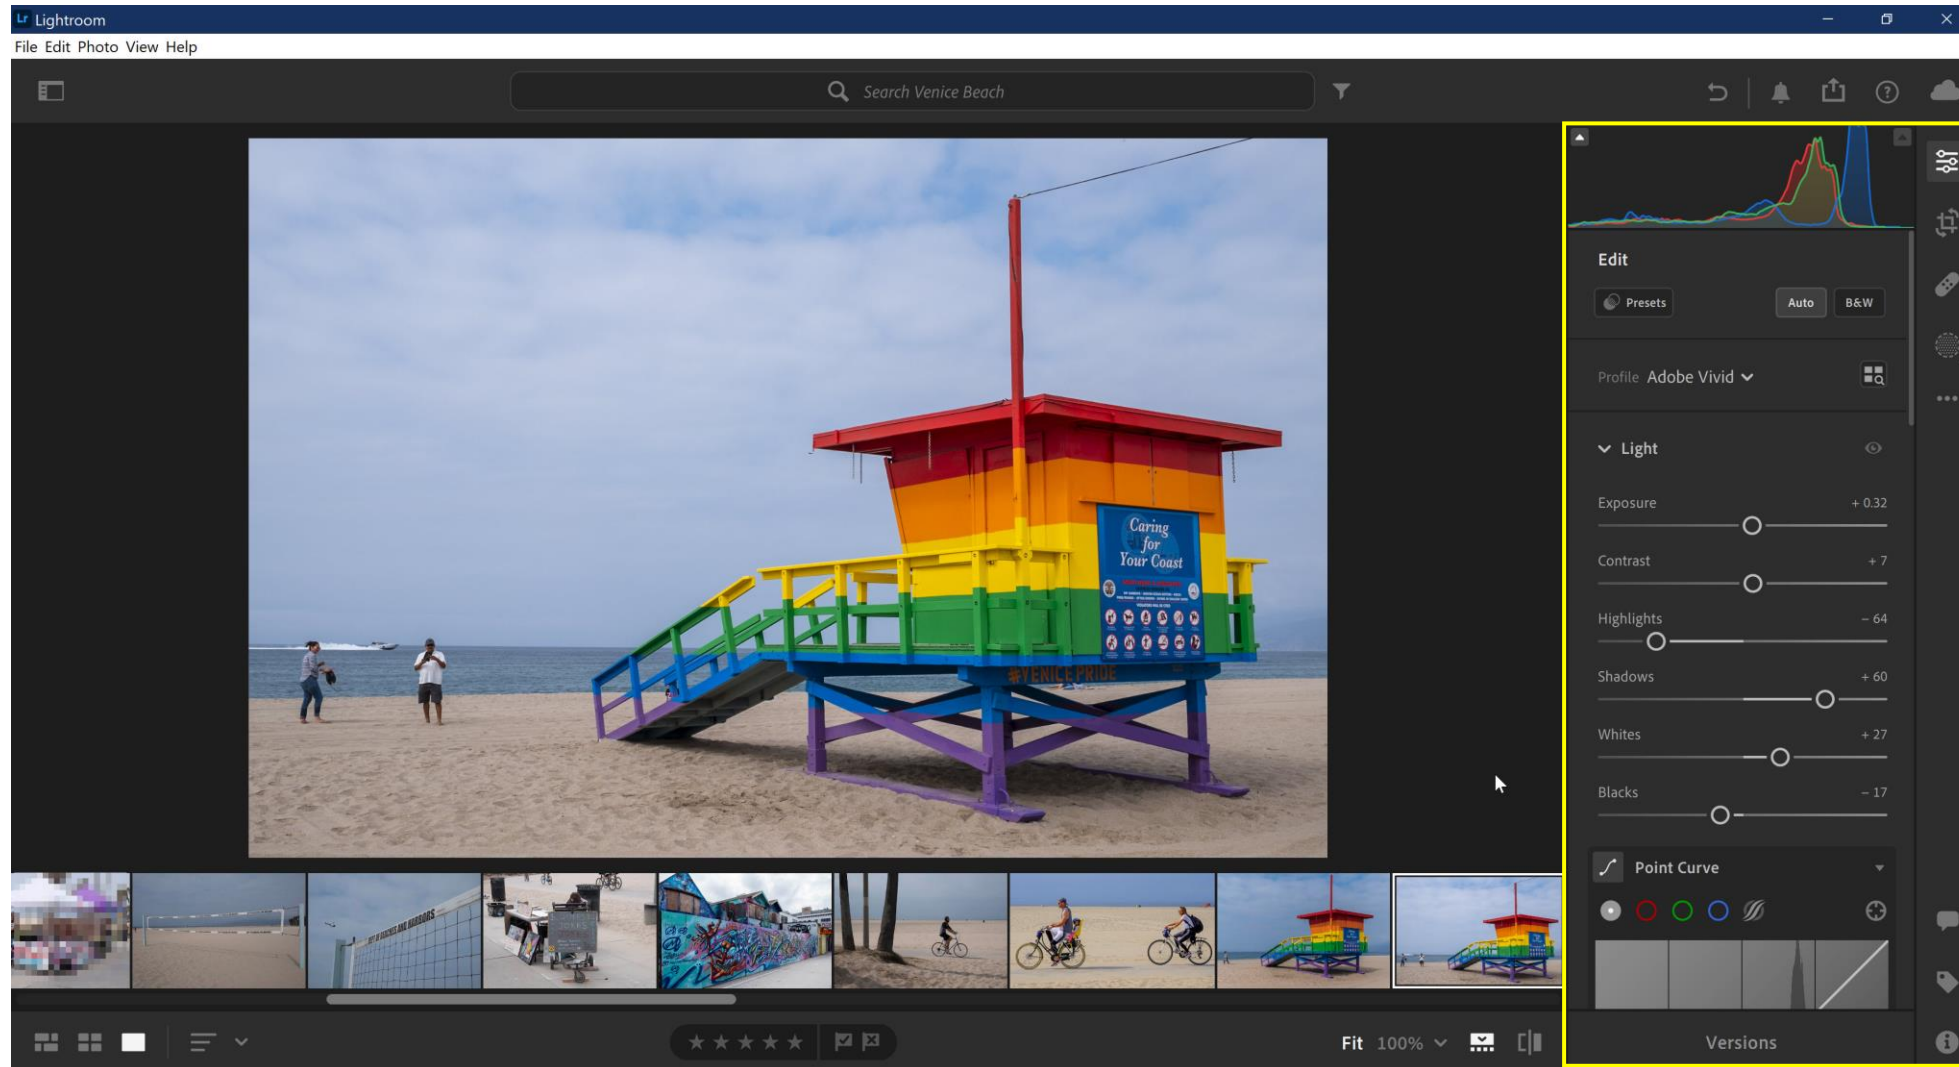 Lr Lightroom
File Edit Photo View Help
Search Venice Beach
Edit
Presets
Auto
B&W
Profile Adobe Vivid
Light
Exposure
+ 0.32
Contrast
+ 7
Highlights
– 64
Shadows
+ 60
Whites
+ 27
Blacks
– 17
Point Curve
Versions
Caring
for
Your Coast
#VENICE PRIDE
Fit 100%